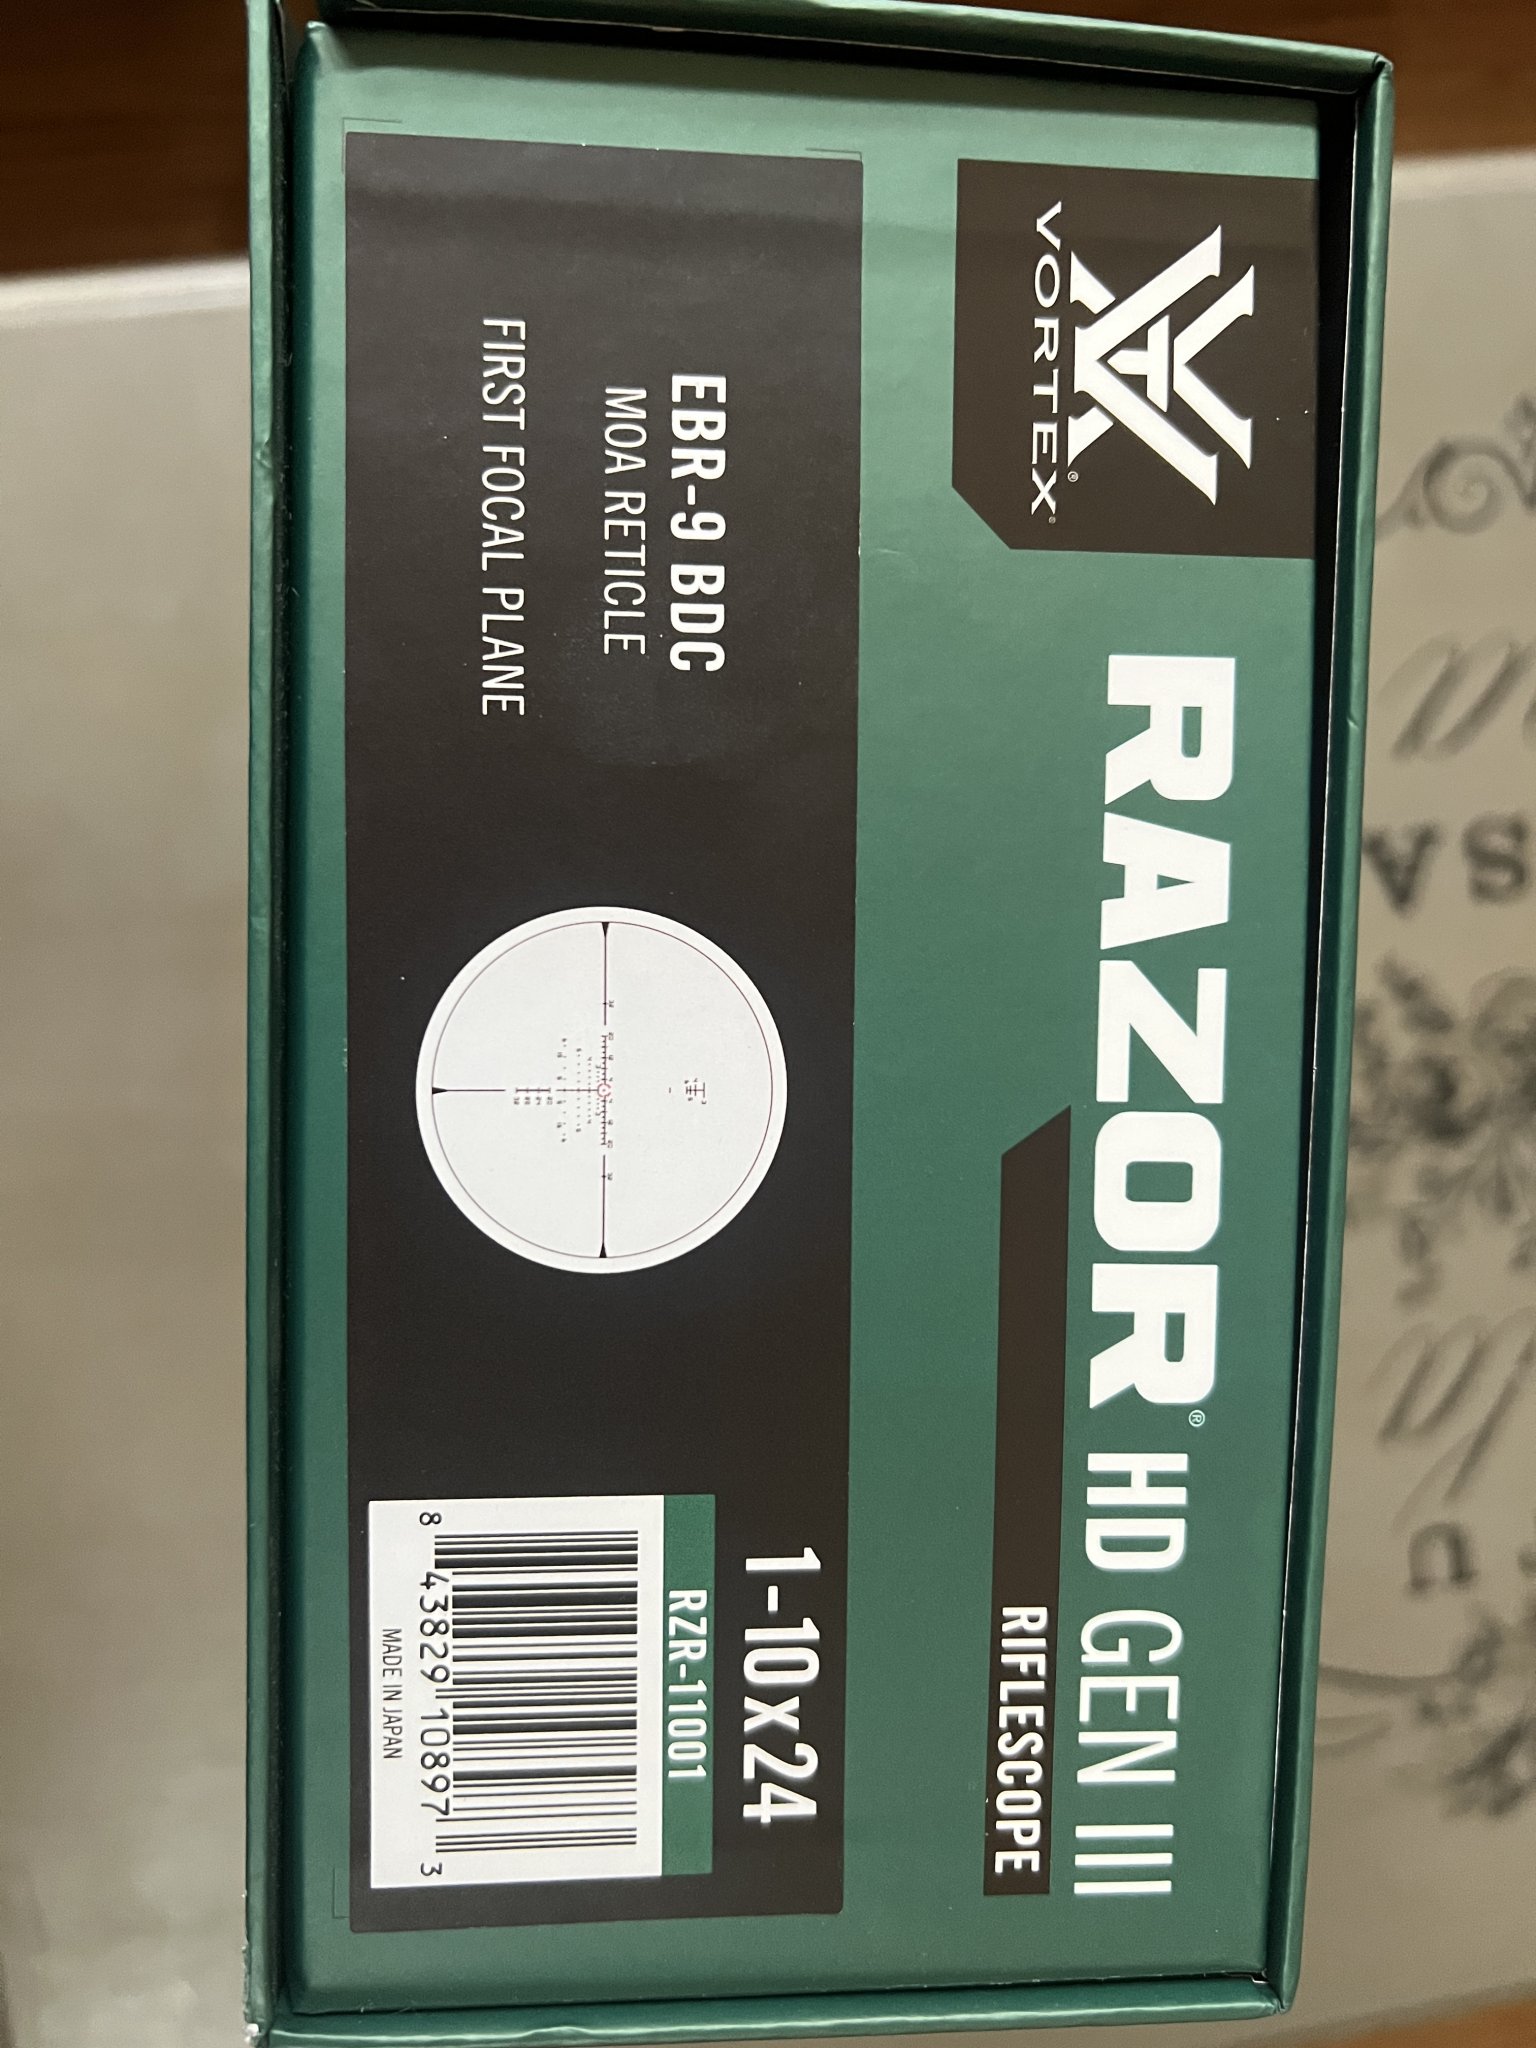 VORTEX®
RAZOR® HD GEN III
RIFLESCOPE
EBR-9 BDC
MOA RETICLE
FIRST FOCAL PLANE
1-10x24
RZR-11001
8 43829 10897 3
MADE IN JAPAN